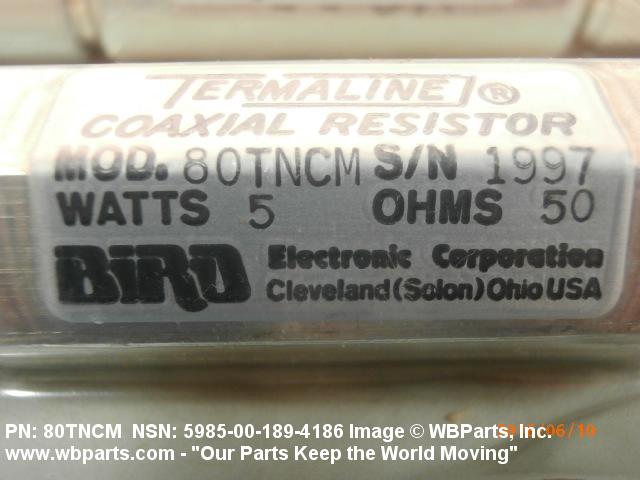 TERMALINE ®
COAXIAL RESISTOR
MOD. 80TNCM S/N 1997
WATTS 5 OHMS 50
BIRD Electronic Corporation
Cleveland (Solon) Ohio USA
PN: 80TNCM NSN: 5985-00-189-4186 Image © WBParts, Inc.
www.wbparts.com - "Our Parts Keep the World Moving"